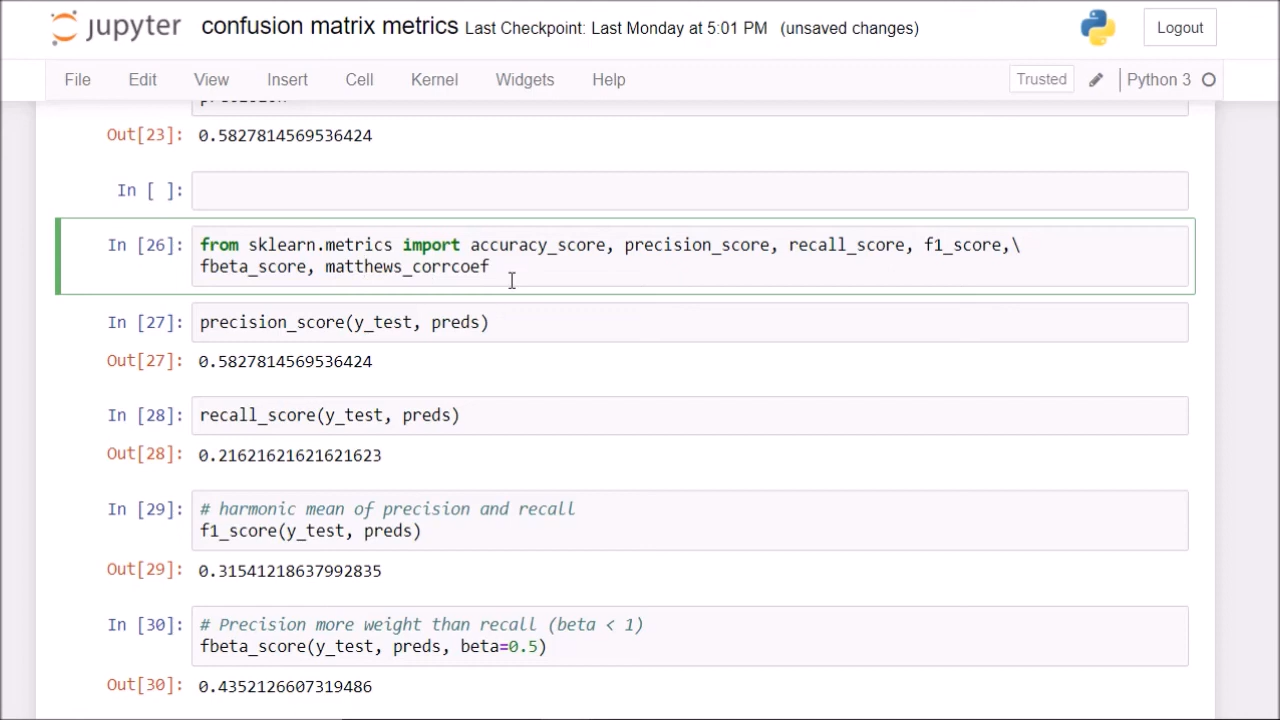 jupyter confusion matrix metrics Last Checkpoint: Last Monday at 5:01 PM (unsaved changes) Logout
File Edit View Insert Cell Kernel Widgets Help Trusted Python 3
Out[23]: 0.5827814569536424
In [ ]:
In [26]: from sklearn.metrics import accuracy_score, precision_score, recall_score, f1_score,\
fbeta_score, matthews_corrcoef
In [27]: precision_score(y_test, preds)
Out[27]: 0.5827814569536424
In [28]: recall_score(y_test, preds)
Out[28]: 0.21621621621621623
In [29]: # harmonic mean of precision and recall
f1_score(y_test, preds)
Out[29]: 0.31541218637992835
In [30]: # Precision more weight than recall (beta < 1)
fbeta_score(y_test, preds, beta=0.5)
Out[30]: 0.4352126607319486